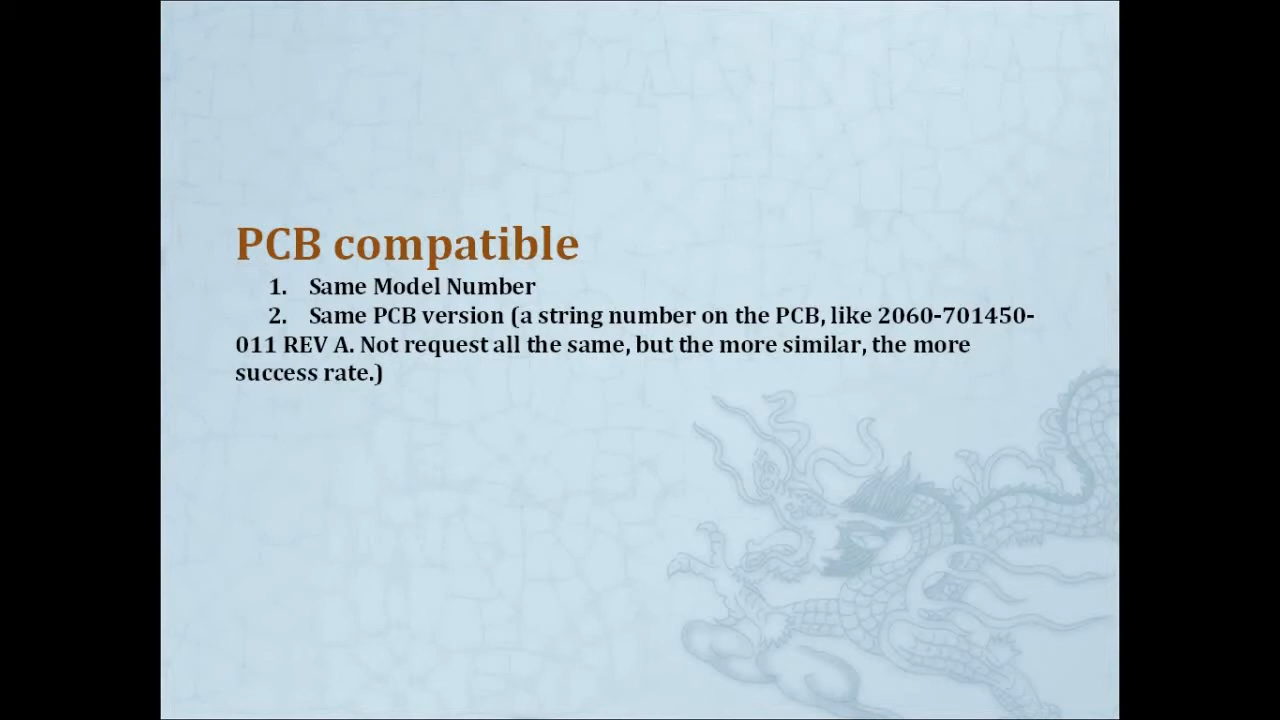 PCB compatible
1. Same Model Number
2. Same PCB version (a string number on the PCB, like 2060-701450-
011 REV A. Not request all the same, but the more similar, the more
success rate.)